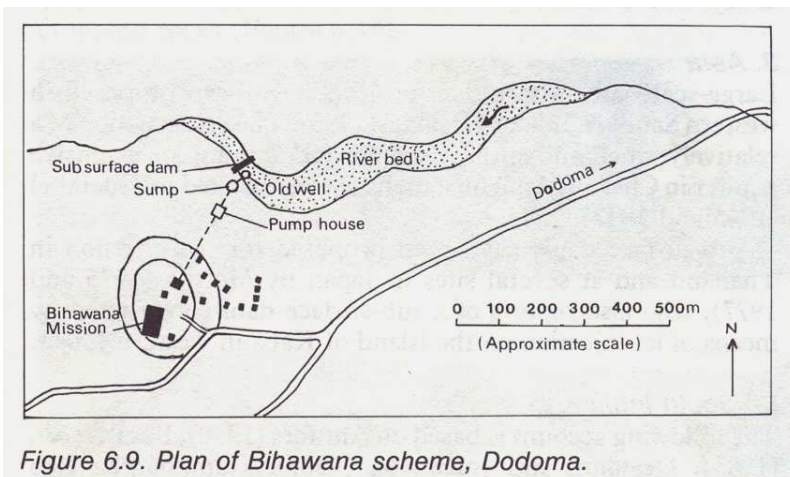 Sub surface dam
Sump
Old well
River bed
Pump house
Dodoma
Bihawana
Mission
0 100 200 300 400 500m
(Approximate scale)
N
Figure 6.9. Plan of Bihawana scheme, Dodoma.